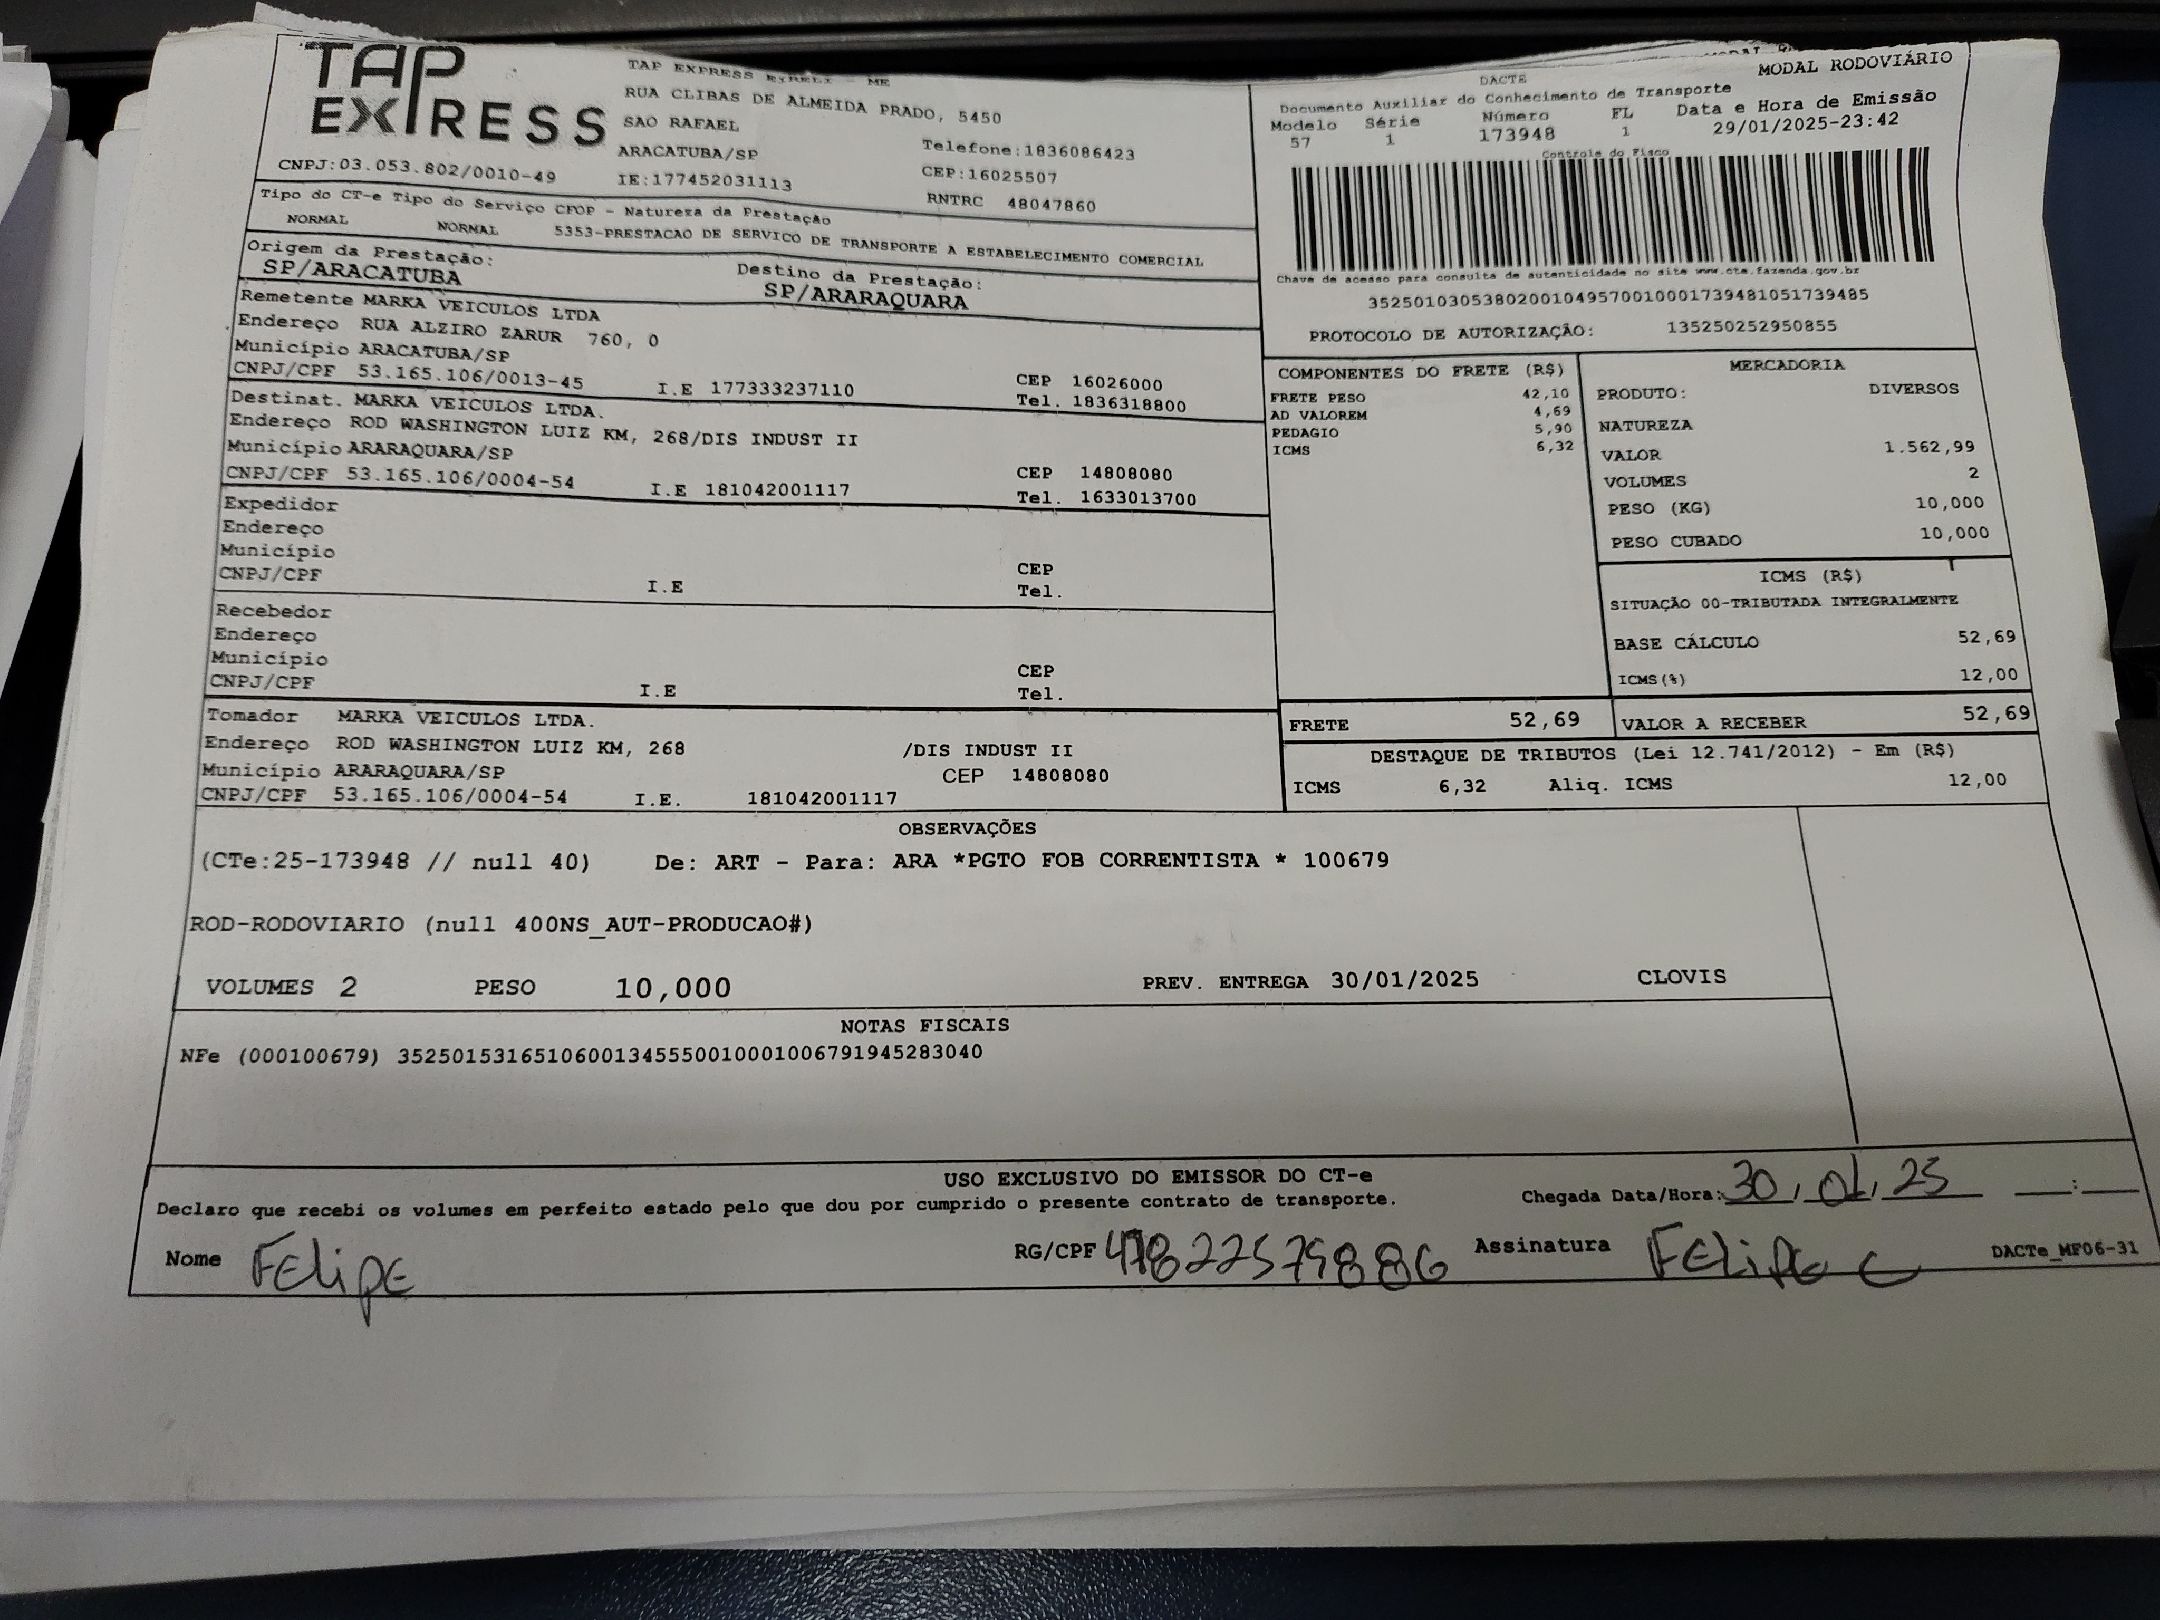 TAP EXPRESS
TAP EXPRESS EIRELI - ME
RUA CLIBAS DE ALMEIDA PRADO, 5450
SAO RAFAEL
ARACATUBA/SP Telefone:1836086423
CEP:16025507
CNPJ:03.053.802/0010-49 IE:177452031113 RNTRC 48047860
Tipo do CT-e Tipo do Serviço CFOP - Natureza da Prestação
NORMAL NORMAL 5353-PRESTACAO DE SERVICO DE TRANSPORTE A ESTABELECIMENTO COMERCIAL
Origem da Prestação: Destino da Prestação:
SP/ARACATUBA SP/ARARAQUARA
Remetente MARKA VEICULOS LTDA
Endereço RUA ALZIRO ZARUR 760, 0
Município ARACATUBA/SP CEP 16026000
CNPJ/CPF 53.165.106/0013-45 I.E 177333237110 Tel. 1836318800
Destinat. MARKA VEICULOS LTDA.
Endereço ROD WASHINGTON LUIZ KM, 268/DIS INDUST II
Município ARARAQUARA/SP CEP 14808080
CNPJ/CPF 53.165.106/0004-54 I.E 181042001117 Tel. 1633013700
Expedidor
Endereço
Município CEP
CNPJ/CPF I.E Tel.
Recebedor
Endereço
Município CEP
CNPJ/CPF I.E Tel.
Tomador MARKA VEICULOS LTDA.
Endereço ROD WASHINGTON LUIZ KM, 268 /DIS INDUST II
Município ARARAQUARA/SP CEP 14808080
CNPJ/CPF 53.165.106/0004-54 I.E. 181042001117
DACTE MODAL RODOVIÁRIO
Documento Auxiliar do Conhecimento de Transporte
Modelo Série Número FL Data e Hora de Emissão
57 1 173948 1 29/01/2025-23:42
Controle do Fisco
Chave de acesso para consulta de autenticidade no site www.cte.fazenda.gov.br
35250103053802001049570010001739481051739485
PROTOCOLO DE AUTORIZAÇÃO: 135250252950855
COMPONENTES DO FRETE (R$)
FRETE PESO 42,10
AD VALOREM 4,69
PEDAGIO 5,90
ICMS 6,32
MERCADORIA
PRODUTO: DIVERSOS
NATUREZA
VALOR 1.562,99
VOLUMES 2
PESO (KG) 10,000
PESO CUBADO 10,000
ICMS (R$)
SITUAÇÃO 00-TRIBUTADA INTEGRALMENTE
BASE CÁLCULO 52,69
ICMS(%) 12,00
FRETE 52,69 VALOR A RECEBER 52,69
DESTAQUE DE TRIBUTOS (Lei 12.741/2012) - Em (R$)
ICMS 6,32 Aliq. ICMS 12,00
OBSERVAÇÕES
(CTe:25-173948 // null 40) De: ART - Para: ARA *PGTO FOB CORRENTISTA * 100679
ROD-RODOVIARIO (null 400NS_AUT-PRODUCAO#)
VOLUMES 2 PESO 10,000 PREV. ENTREGA 30/01/2025 CLOVIS
NOTAS FISCAIS
NFe (000100679) 35250153165106001345550010001006791945283040
USO EXCLUSIVO DO EMISSOR DO CT-e
Declaro que recebi os volumes em perfeito estado pelo que dou por cumprido o presente contrato de transporte. Chegada Data/Hora: 30/01/25 :
Nome FELIPE RG/CPF 47822579886 Assinatura FELIPE C DACTe_MF06-31